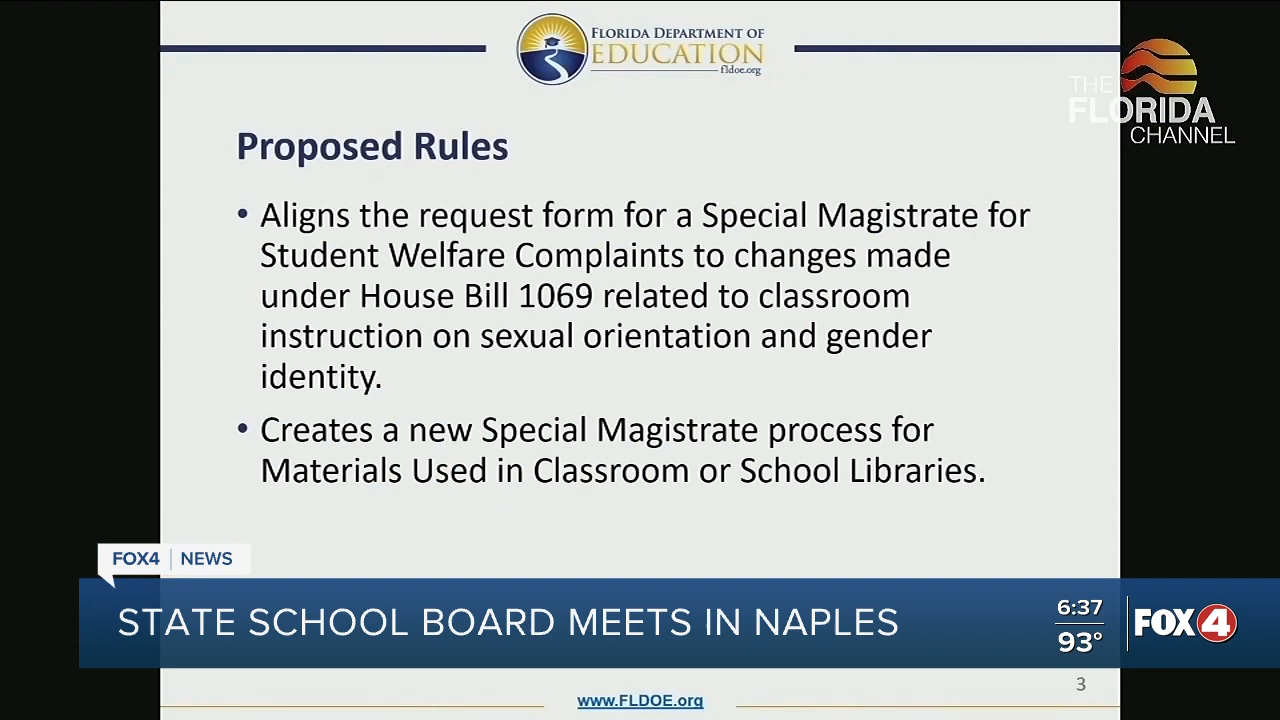 FLORIDA DEPARTMENT OF
EDUCATION
fldoe.org
THE
FLORIDA
CHANNEL
Proposed Rules
• Aligns the request form for a Special Magistrate for
Student Welfare Complaints to changes made
under House Bill 1069 related to classroom
instruction on sexual orientation and gender
identity.
• Creates a new Special Magistrate process for
Materials Used in Classroom or School Libraries.
FOX4 | NEWS
STATE SCHOOL BOARD MEETS IN NAPLES
6:37
93°
FOX 4
3
www.FLDOE.org